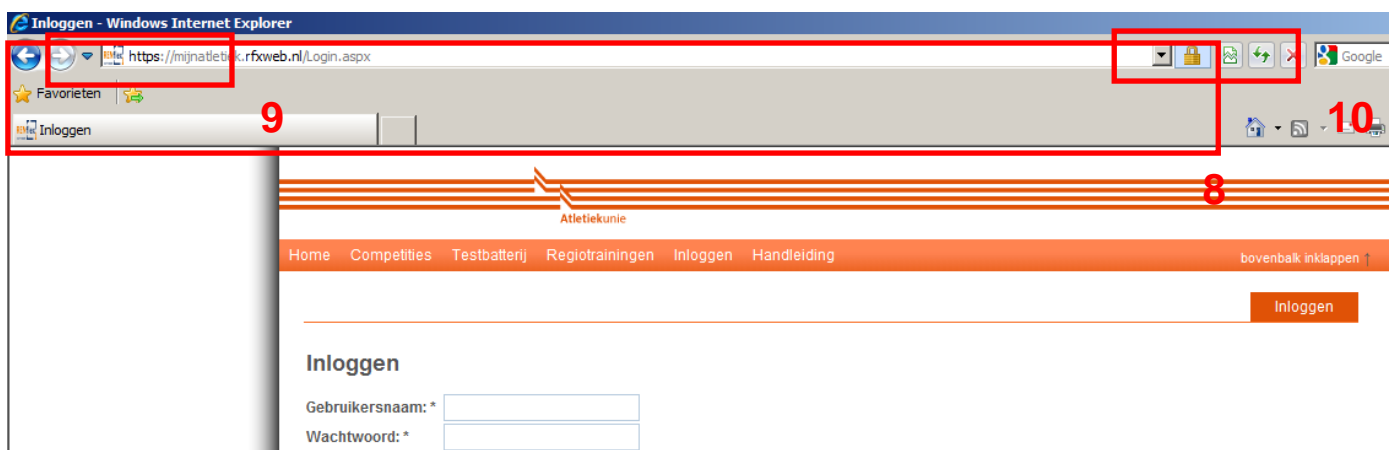 Inloggen - Windows Internet Explorer
https://mijnatletiek.rfxweb.nl/Login.aspx
Google
Favorieten
9
10
Inloggen
8
Atletiekunie
Home Competities Testbatterij Regiotrainingen Inloggen Handleiding bovenbalk inklappen ↑
Inloggen
Inloggen
Gebruikersnaam: *
Wachtwoord: *